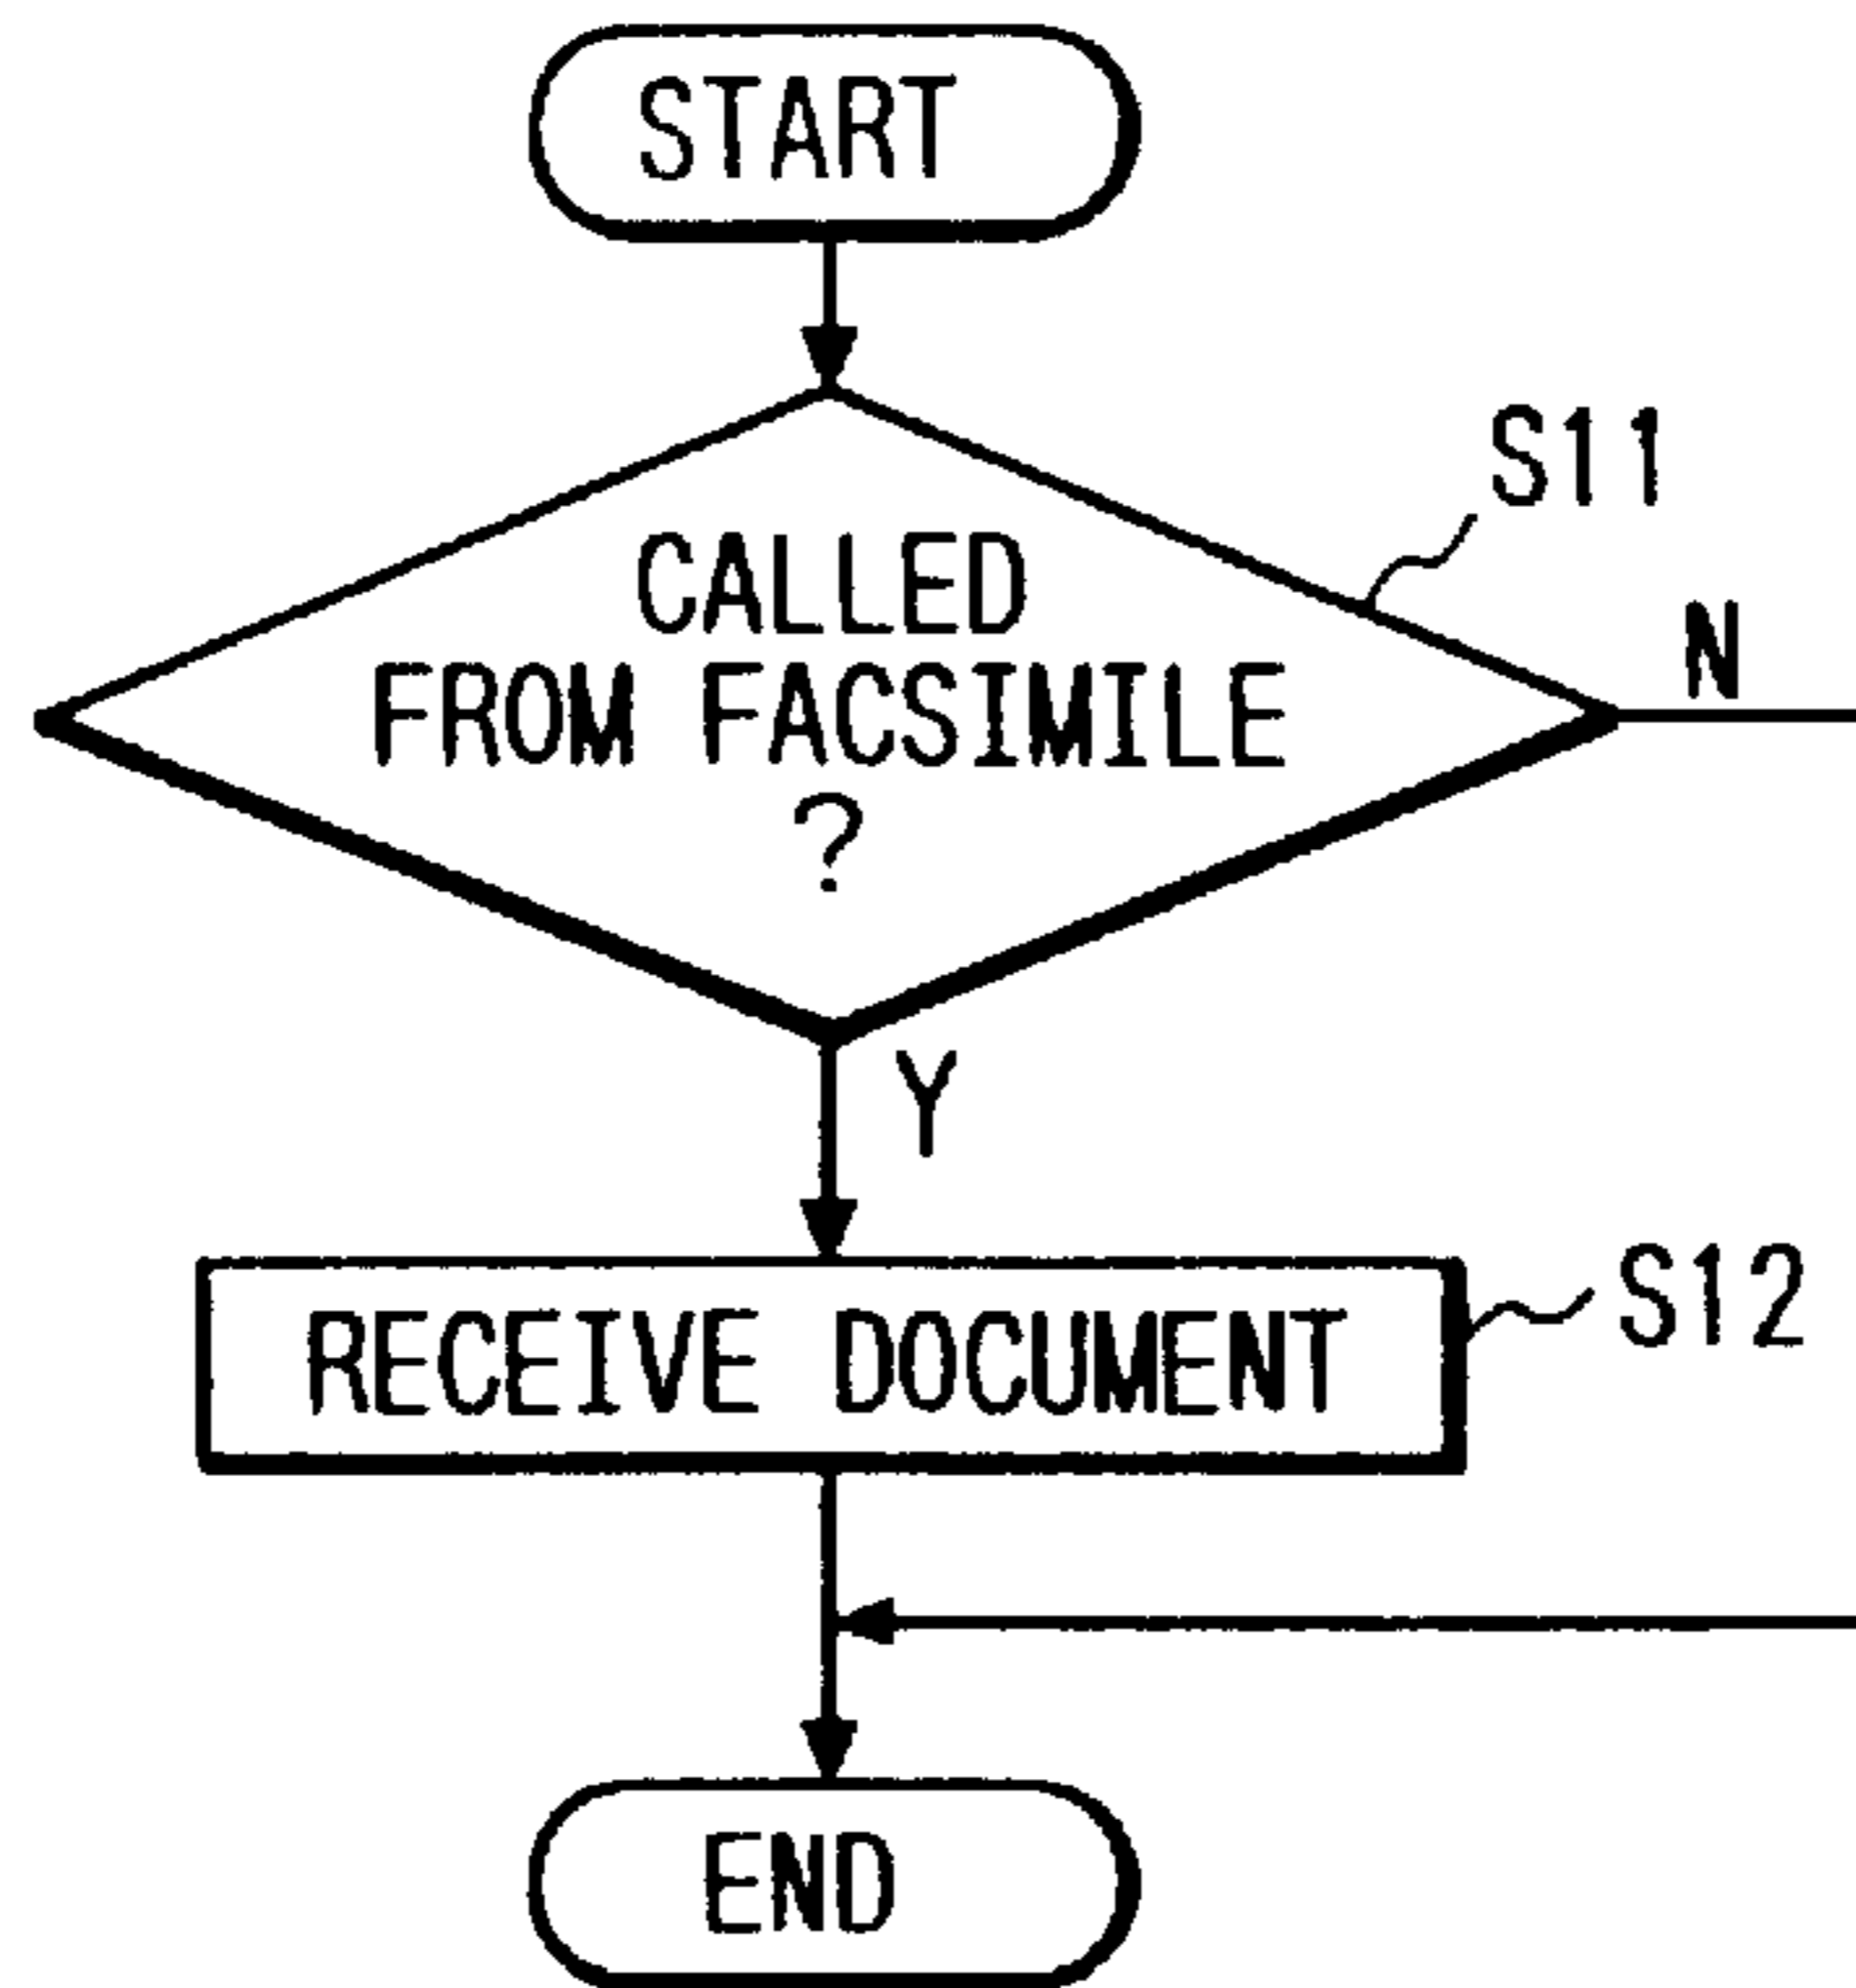 START
S11
CALLED
FROM FACSIMILE
?
N
Y
RECEIVE DOCUMENT
S12
END